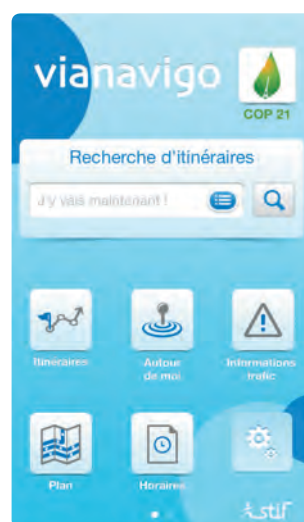 vianavigo
COP 21
Recherche d'itinéraires
J'y vais maintenant !
Itinéraires
Autour
de moi
Informations
trafic
Plan
Horaires
stif